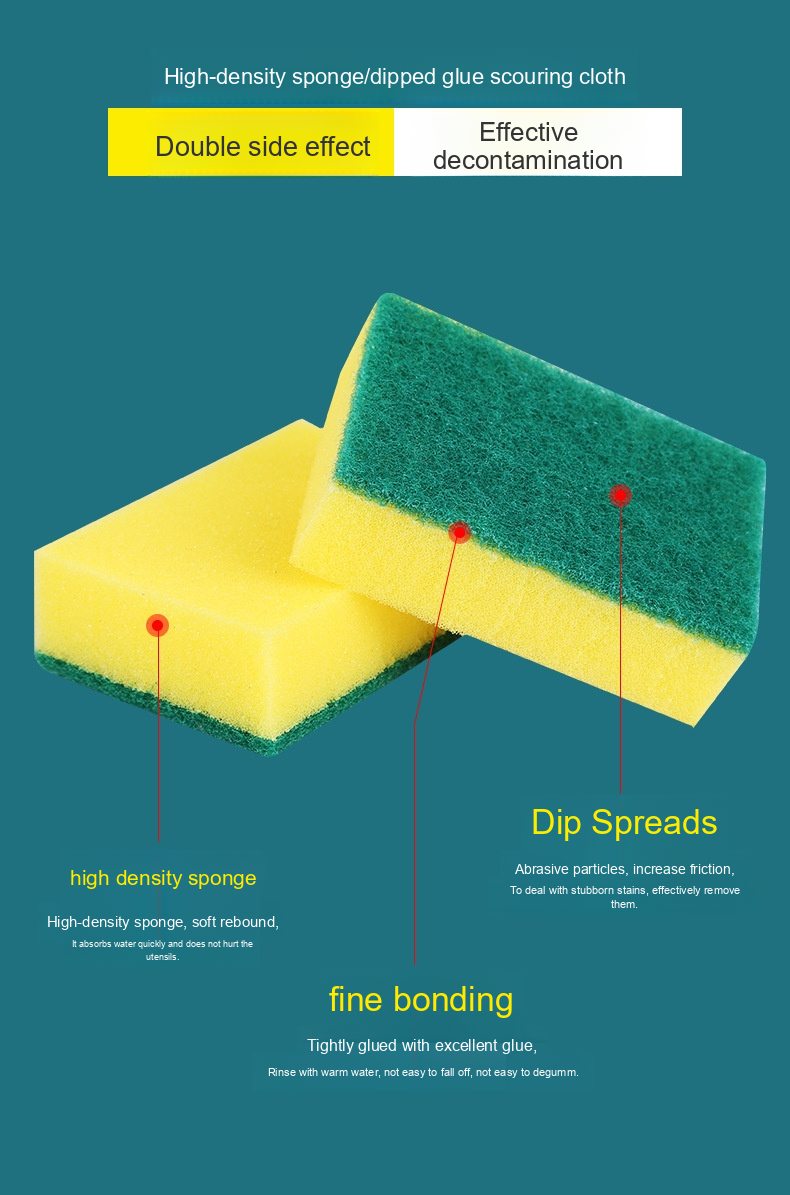 High-density sponge/dipped glue scouring cloth
Double side effect
Effective
decontamination
Dip Spreads
Abrasive particles, increase friction,
To deal with stubborn stains, effectively remove
them.
high density sponge
High-density sponge, soft rebound,
It absorbs water quickly and does not hurt the
utensils.
fine bonding
Tightly glued with excellent glue,
Rinse with warm water, not easy to fall off, not easy to degumm.